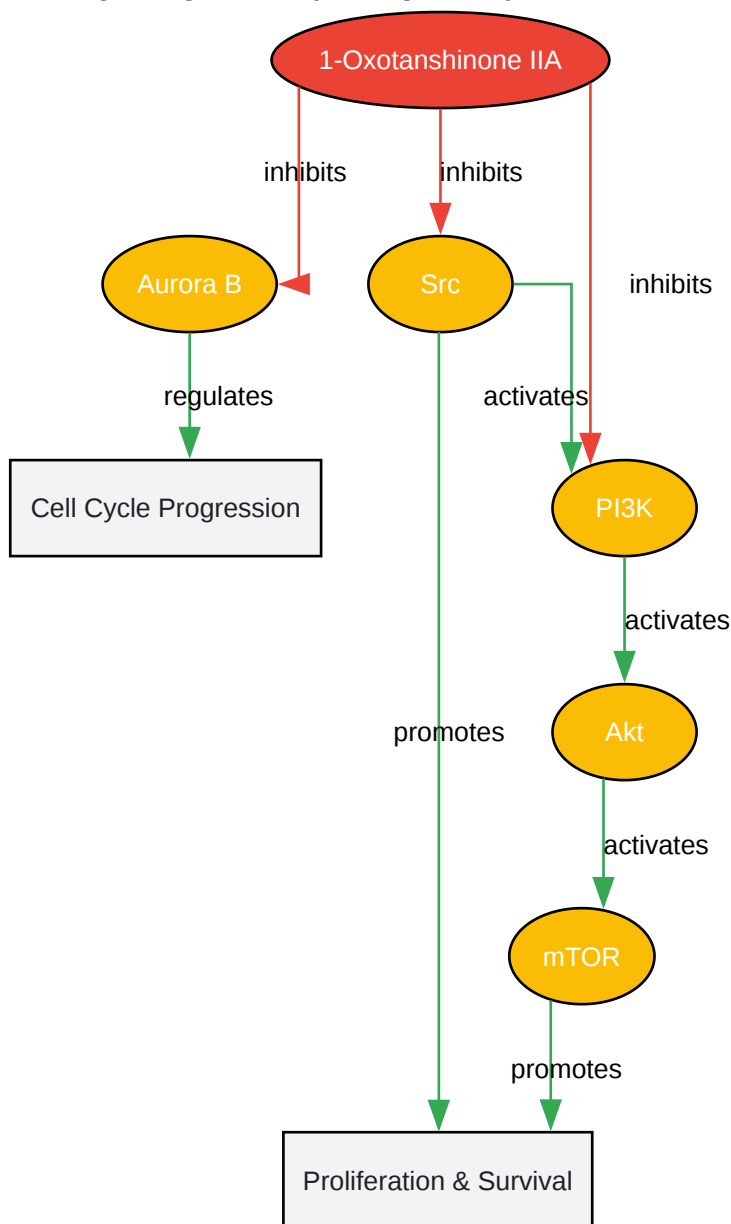 1-Oxotanshinone IIA
inhibits
inhibits
Aurora B
Src
inhibits
regulates
activates
Cell Cycle Progression
PI3K
activates
promotes
Akt
activates
mTOR
promotes
Proliferation & Survival